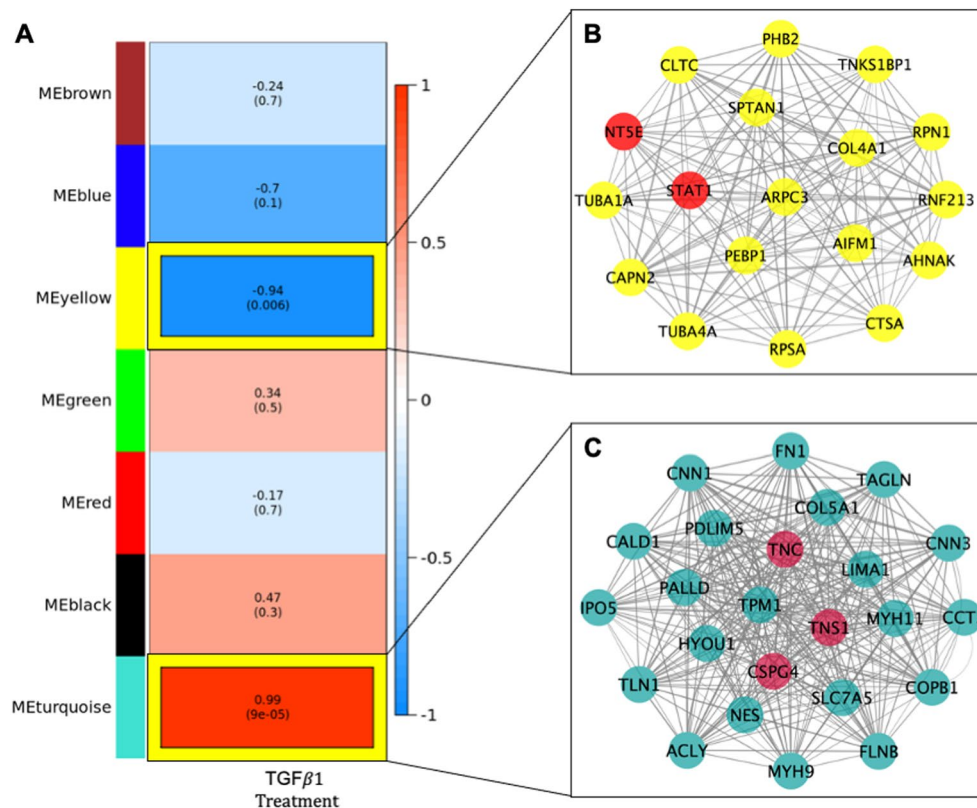 A
MEbrown
-0.24
(0.7)
MEblue
-0.7
(0.1)
MEyellow
-0.94
(0.006)
MEgreen
0.34
(0.5)
MEred
-0.17
(0.7)
MEblack
0.47
(0.3)
MEturquoise
0.99
(9e-05)
TGFβ1
Treatment
1
0.5
0
-0.5
-1
B
PHB2
CLTC
TNKS1BP1
SPTAN1
NT5E
RPN1
COL4A1
STAT1
TUBA1A
ARPC3
RNF213
AIFM1
PEBP1
AHNAK
CAPN2
TUBA4A
CTSA
RPSA
C
FN1
CNN1
TAGLN
COL5A1
PDLIM5
CALD1
TNC
CNN3
LIMA1
PALLD
IPO5
TPM1
MYH11
CCT
TNS1
HYOU1
CSPG4
TLN1
SLC7A5
COPB1
NES
ACLY
FLNB
MYH9